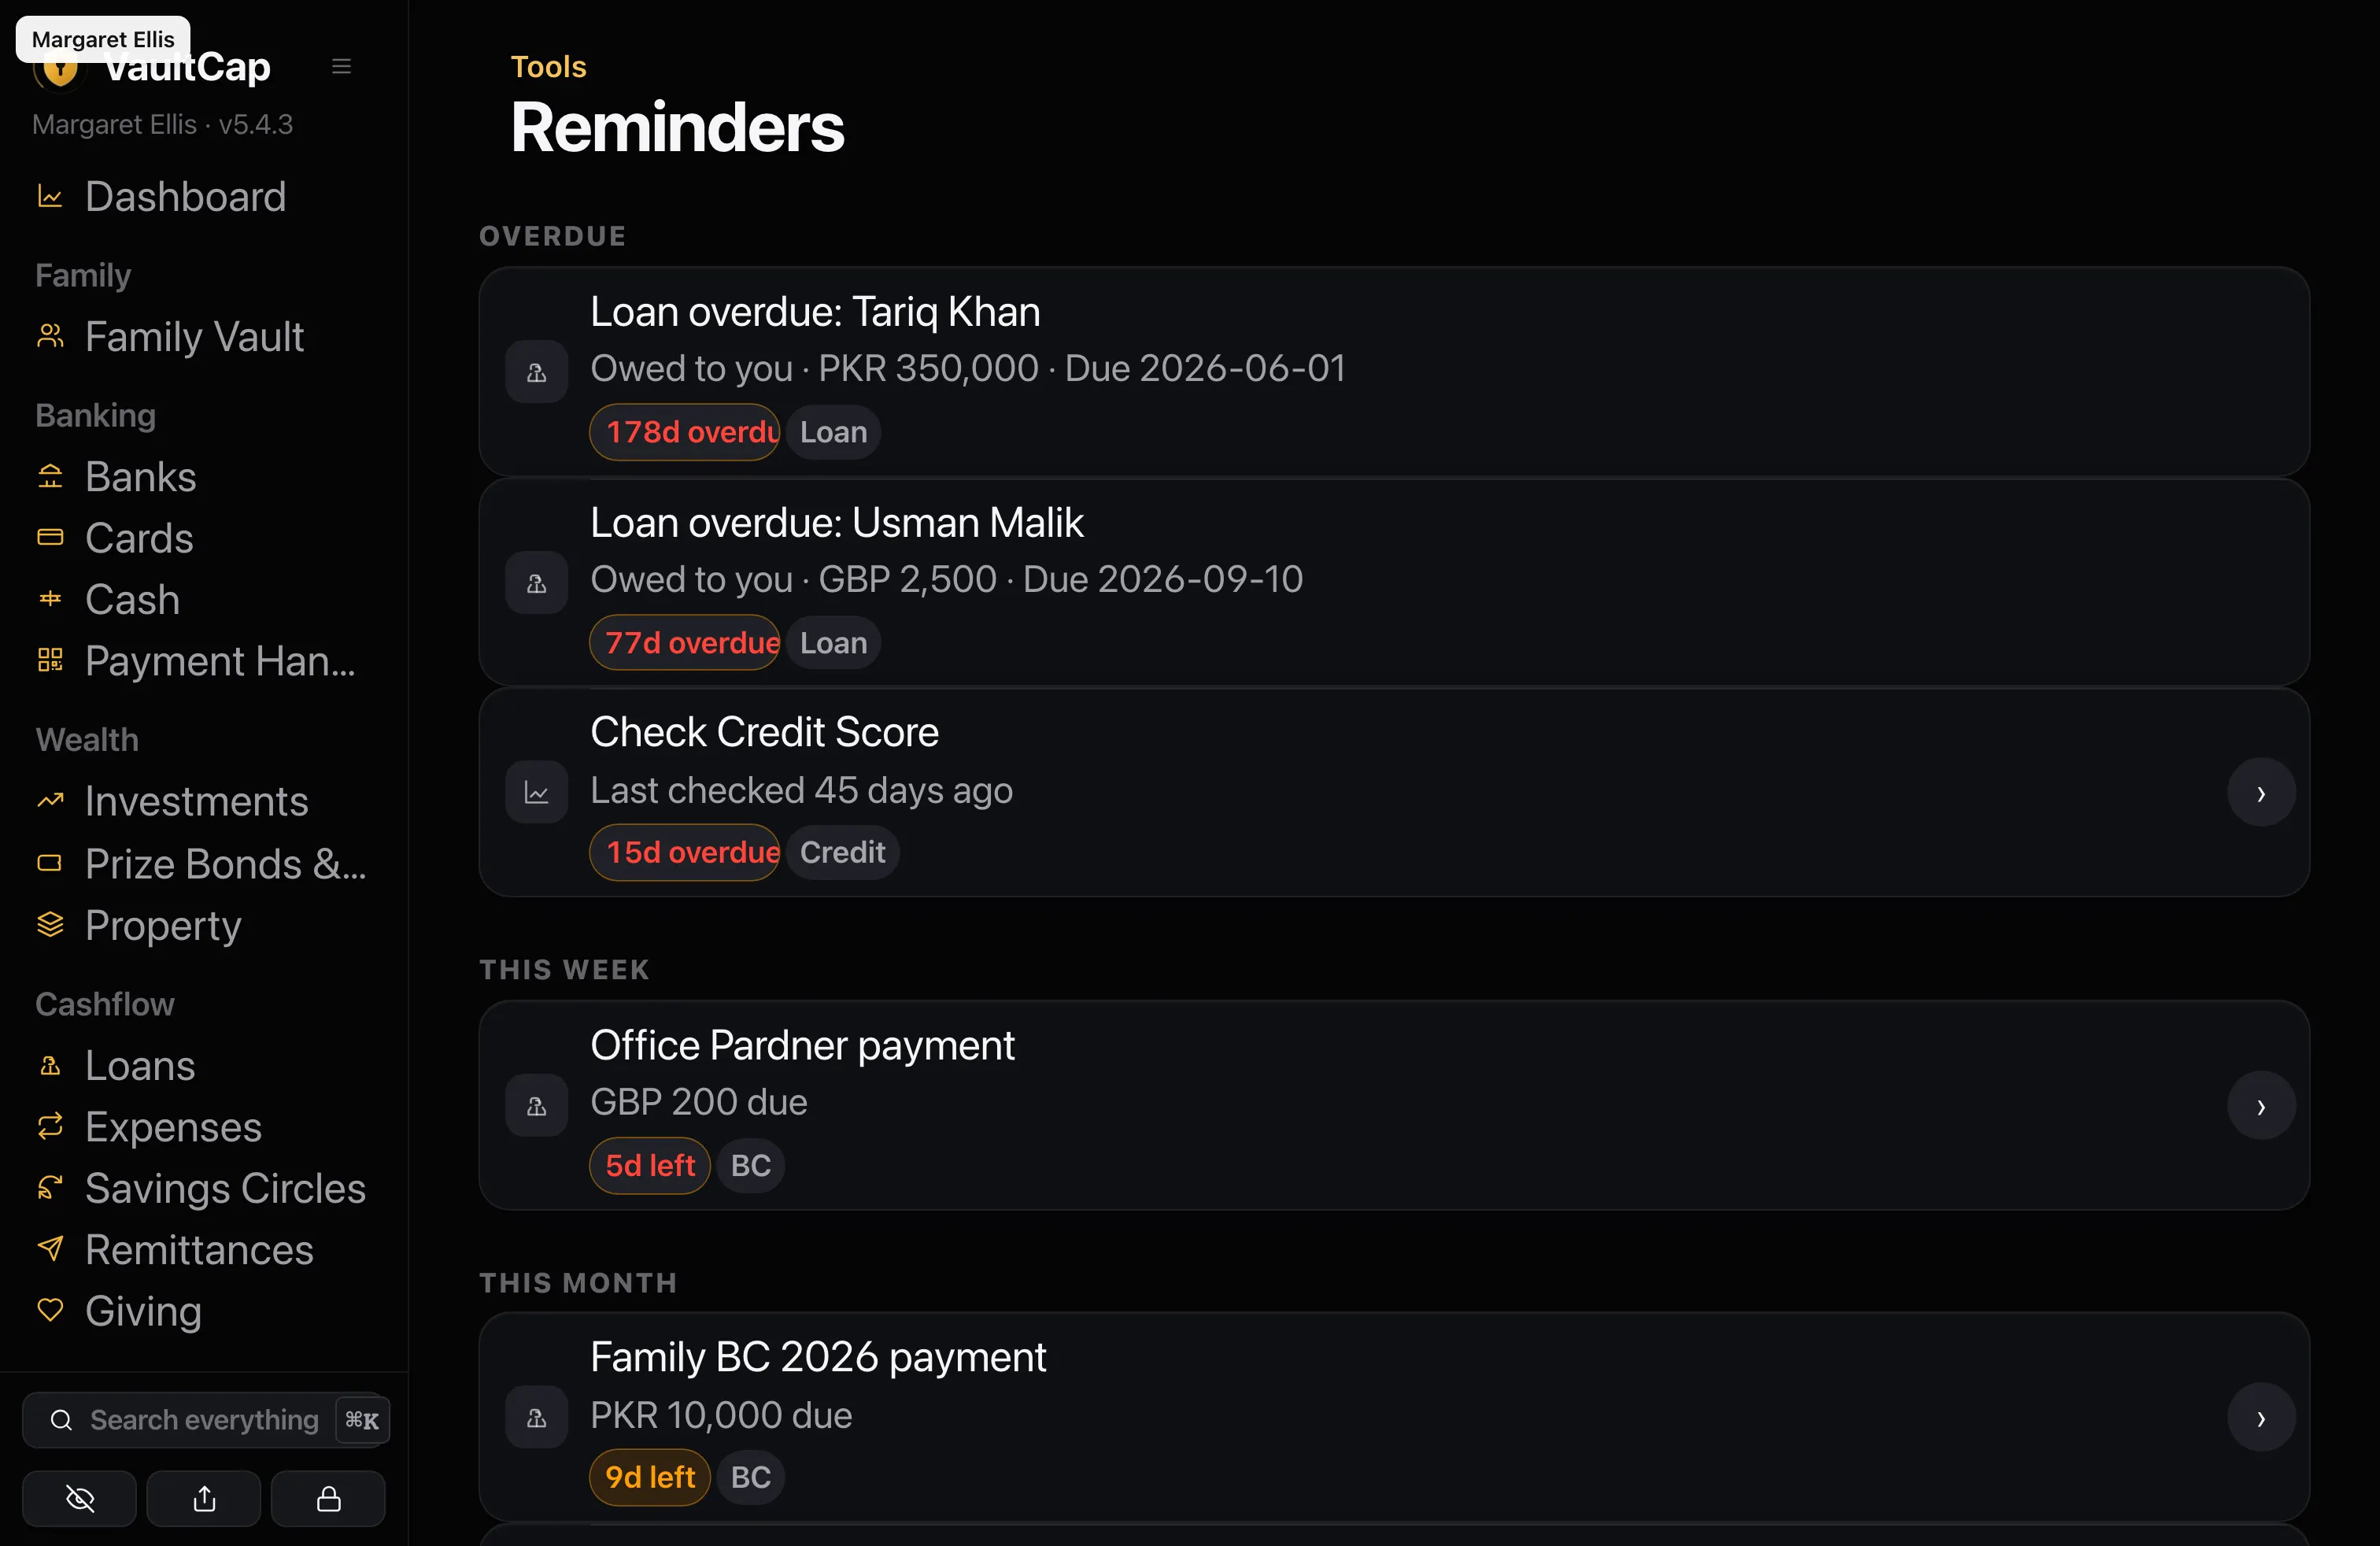 Margaret Ellis
VaultCap
Margaret Ellis · v5.4.3
Dashboard
Family
Family Vault
Banking
Banks
Cards
Cash
Payment Han...
Wealth
Investments
Prize Bonds &...
Property
Cashflow
Loans
Expenses
Savings Circles
Remittances
Giving
Search everything ⌘K
Tools
Reminders
OVERDUE
Loan overdue: Tariq Khan
Owed to you · PKR 350,000 · Due 2026-06-01
178d overdu Loan
Loan overdue: Usman Malik
Owed to you · GBP 2,500 · Due 2026-09-10
77d overdue Loan
Check Credit Score
Last checked 45 days ago
15d overdue Credit
THIS WEEK
Office Pardner payment
GBP 200 due
5d left BC
THIS MONTH
Family BC 2026 payment
PKR 10,000 due
9d left BC